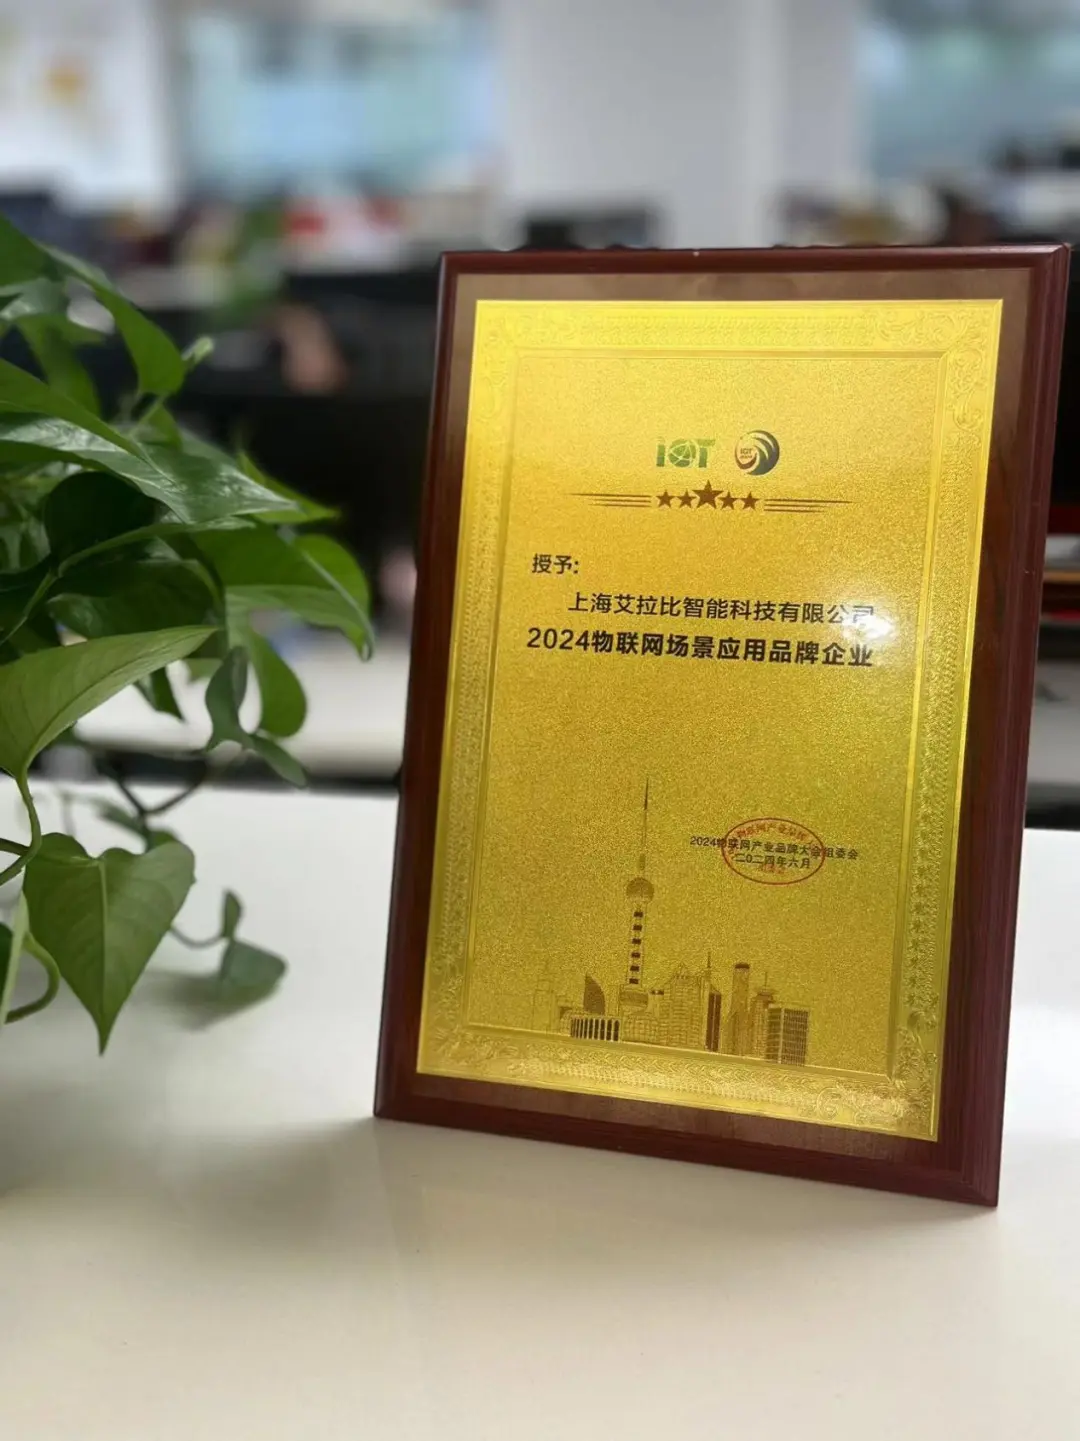 IOT
IOT
授予:
上海艾拉比智能科技有限公司
2024物联网场景应用品牌企业
2024物联网产业品牌大会组委会
二〇二四年六月